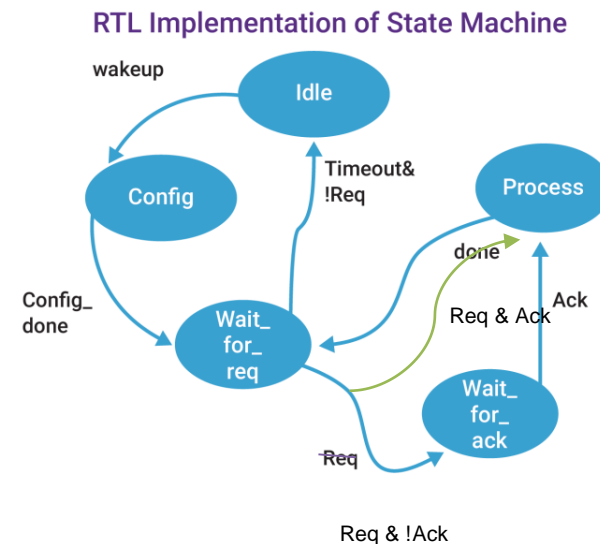 RTL Implementation of State Machine
wakeup
Idle
Timeout&
!Req
Config
Process
done
Config_
done
Wait_
for_
req
Req & Ack
Ack
Wait_
for_
ack
Req
Req & !Ack